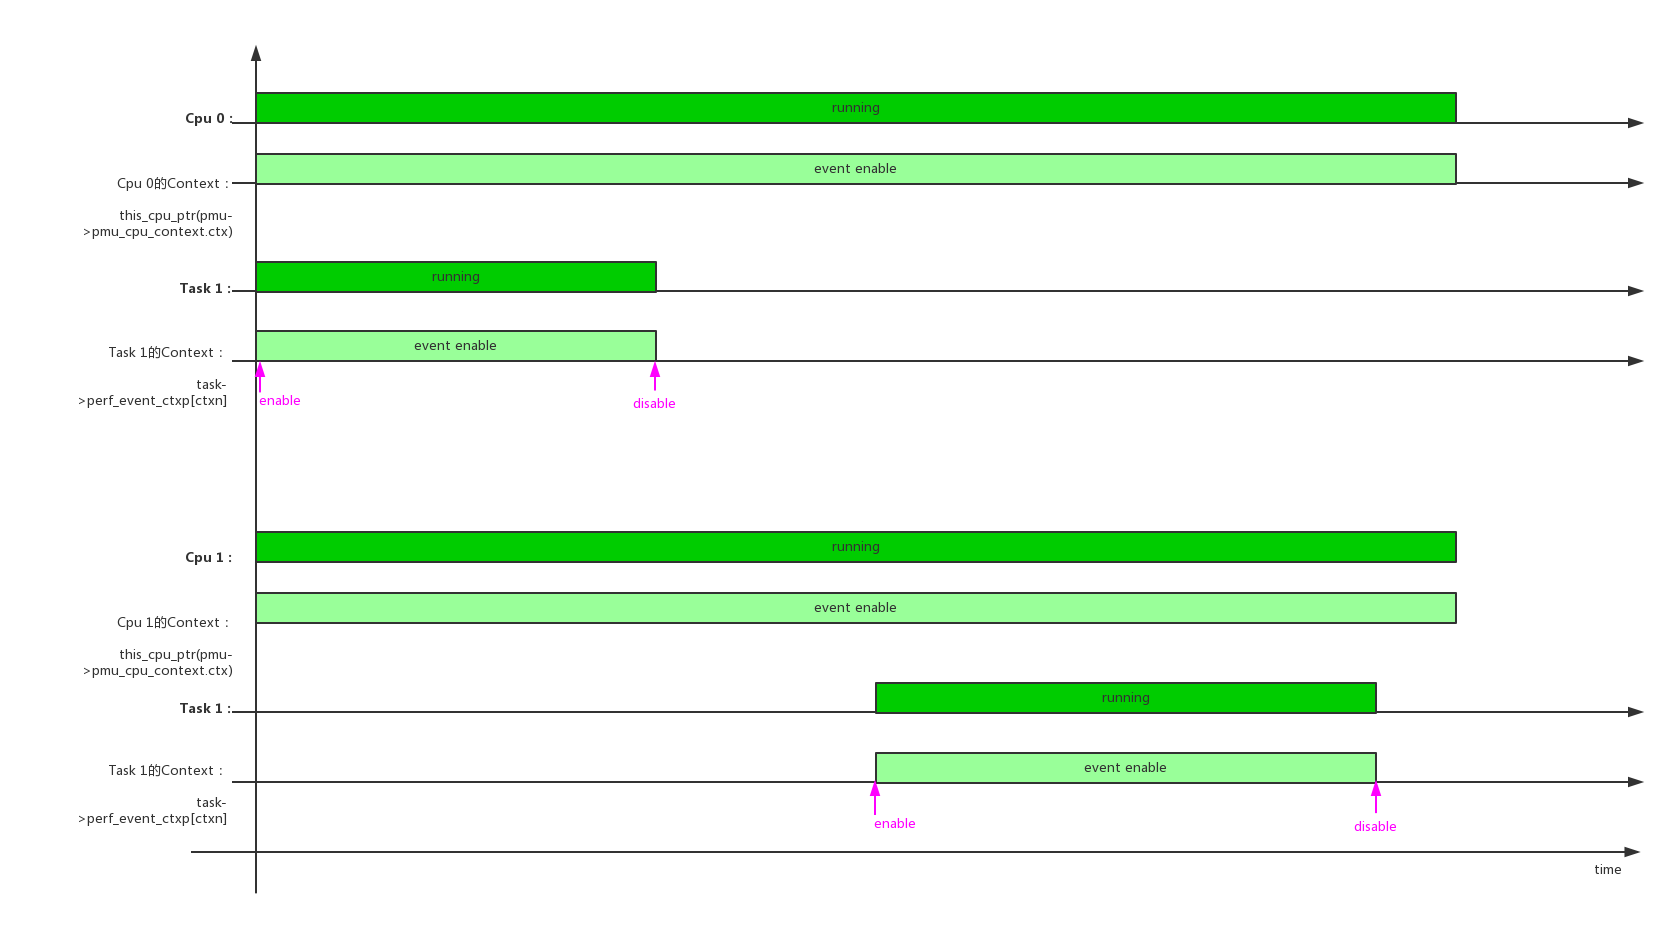 running
Cpu 0 :
event enable
Cpu 0的Context：
this_cpu_ptr(pmu-
>pmu_cpu_context.ctx)
running
Task 1 :
event enable
Task 1的Context：
task-
>perf_event_ctxp[ctxn]
enable
disable
running
Cpu 1 :
event enable
Cpu 1的Context：
this_cpu_ptr(pmu-
>pmu_cpu_context.ctx)
running
Task 1 :
event enable
Task 1的Context：
task-
>perf_event_ctxp[ctxn]
enable
disable
time